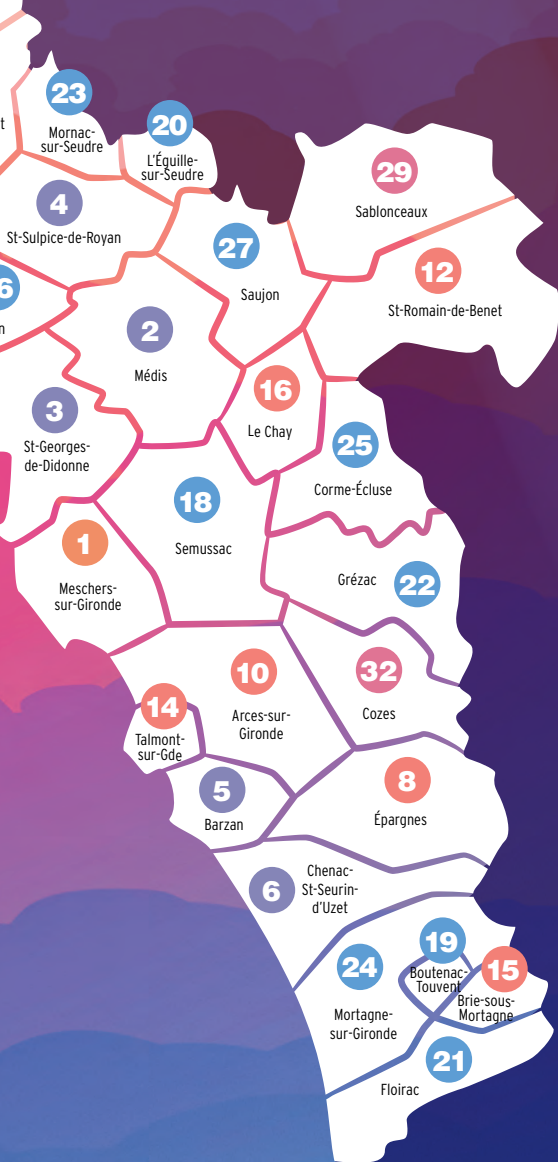 23
Mornac-
sur-Seudre
20
L'Éguille-
sur-Seudre
t
29
Sablonceaux
4
St-Sulpice-de-Royan
27
Saujon
12
St-Romain-de-Benet
6
n
2
Médis
16
Le Chay
3
St-Georges-
de-Didonne
25
Corme-Écluse
18
Semussac
1
Meschers-
sur-Gironde
Grézac
22
10
Arces-sur-
Gironde
32
Cozes
14
Talmont-
sur-Gde
5
Barzan
8
Épargnes
6
Chenac-
St-Seurin-
d'Uzet
24
Mortagne-
sur-Gironde
19
Boutenac-
Touvent
15
Brie-sous-
Mortagne
21
Floirac